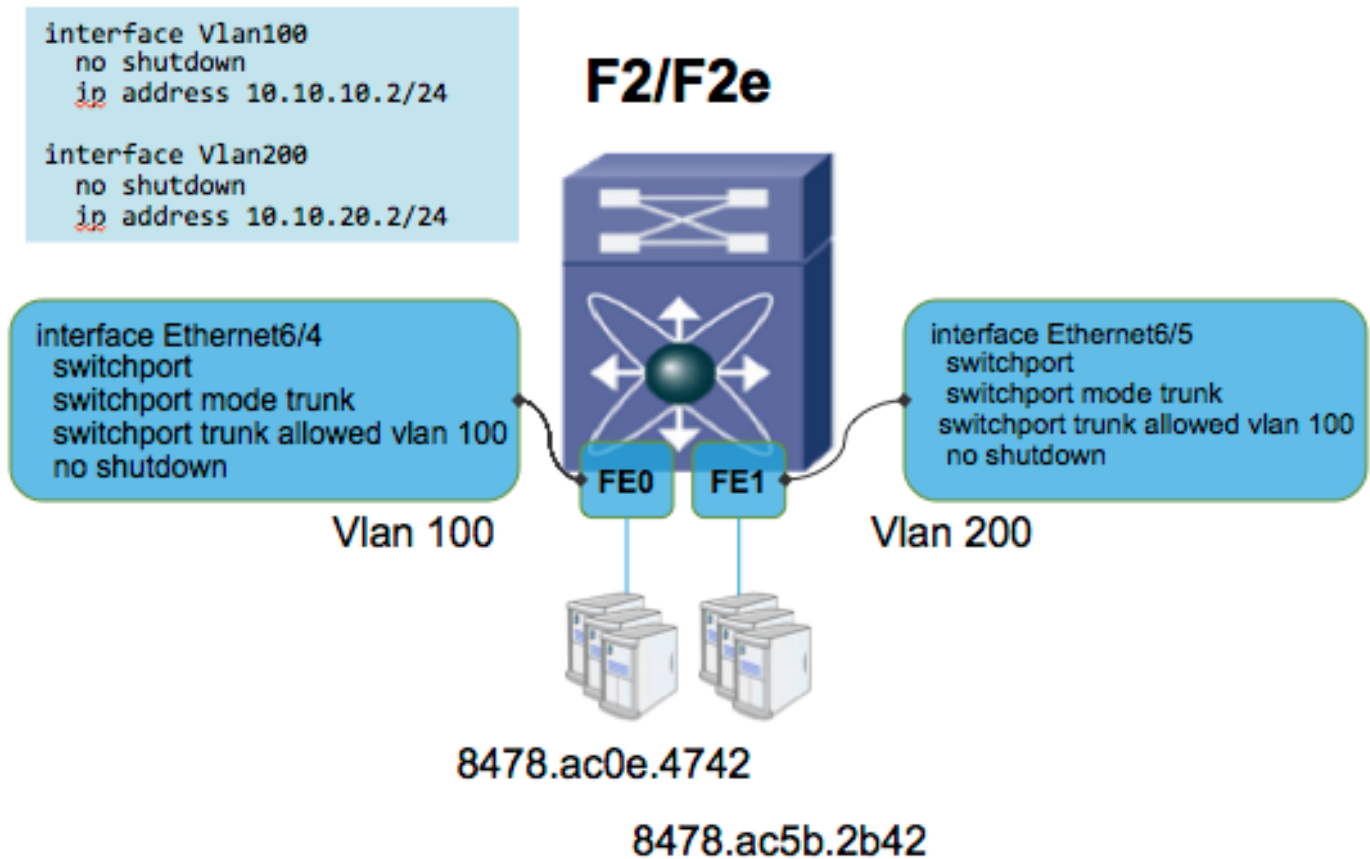 interface Vlan100
no shutdown
ip address 10.10.10.2/24
interface Vlan200
no shutdown
ip address 10.10.20.2/24
F2/F2e
interface Ethernet6/4
switchport
switchport mode trunk
switchport trunk allowed vlan 100
no shutdown
interface Ethernet6/5
switchport
switchport mode trunk
switchport trunk allowed vlan 100
no shutdown
FE0
FE1
Vlan 100
Vlan 200
8478.ac0e.4742
8478.ac5b.2b42